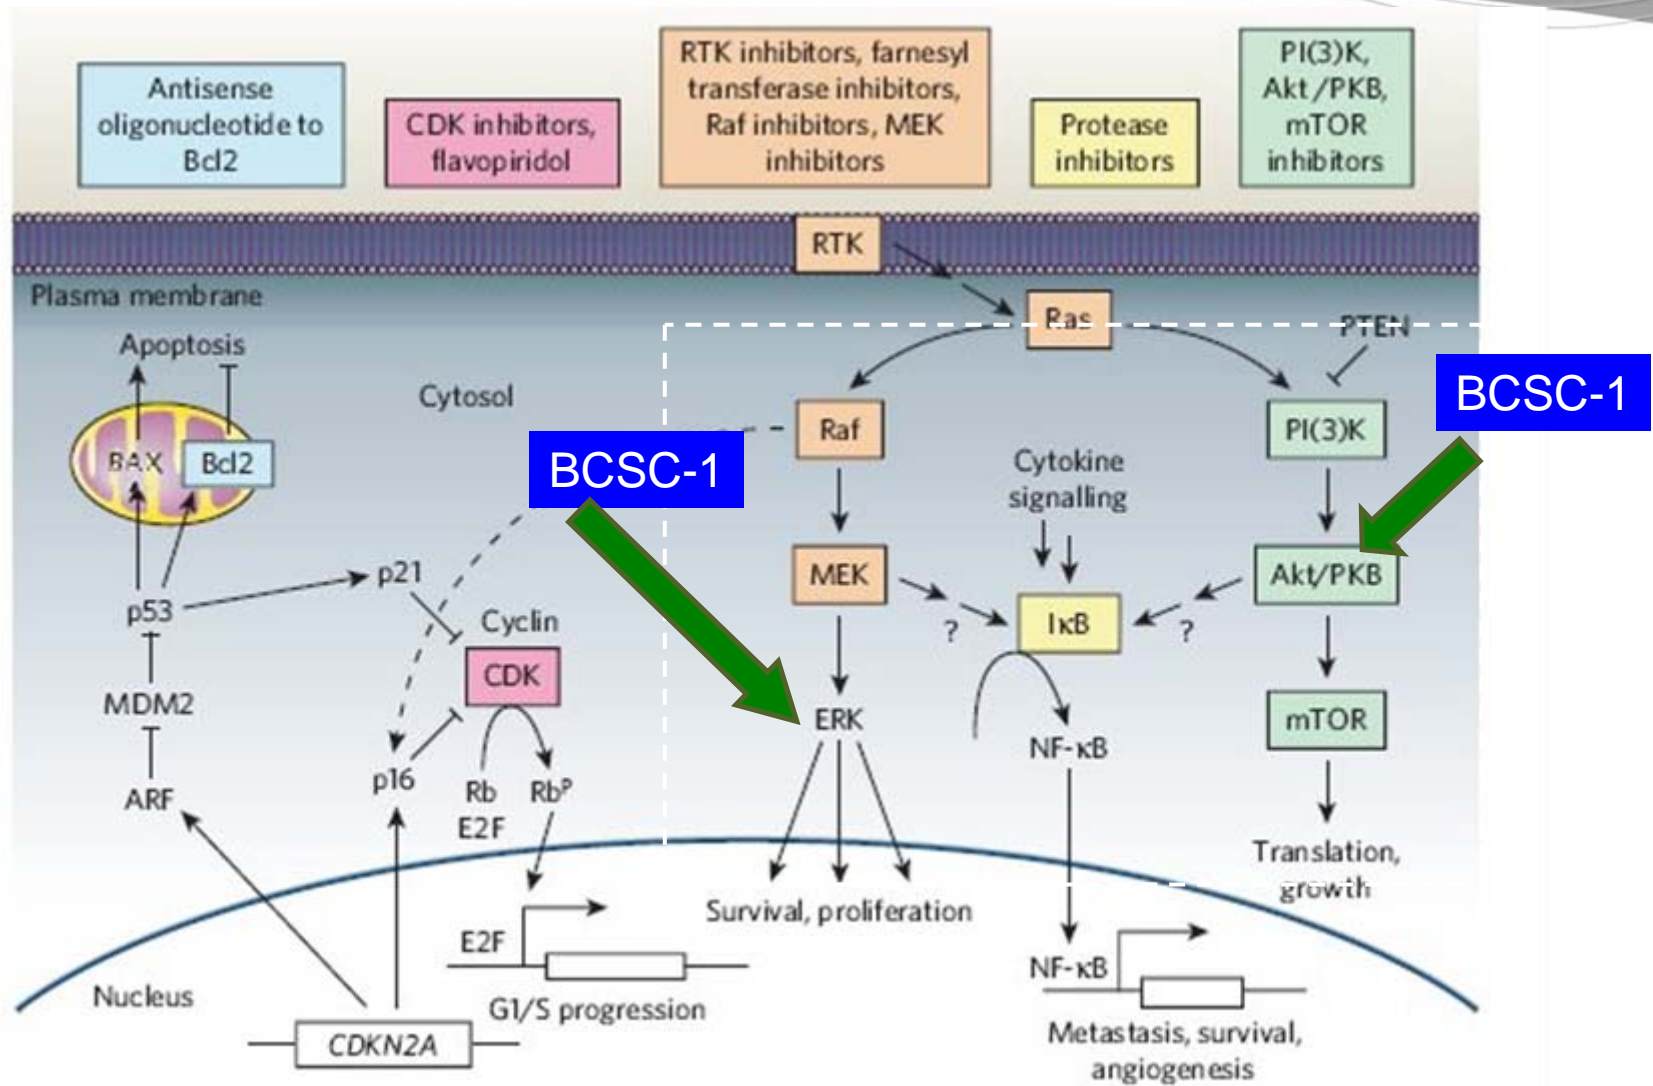 Antisense
oligonucleotide to
Bcl2
CDK inhibitors,
flavopiridol
RTK inhibitors, farnesyl
transferase inhibitors,
Raf inhibitors, MEK
inhibitors
Protease
inhibitors
PI(3)K,
Akt/PKB,
mTOR
inhibitors
RTK
Plasma membrane
Ras
PTEN
Apoptosis
Cytosol
BCSC-1
Raf
PI(3)K
BAX
Bcl2
BCSC-1
Cytokine
signalling
p21
MEK
Akt/PKB
p53
Cyclin
?
IκB
?
CDK
MDM2
ERK
mTOR
NF-κB
p16
Rb
Rbᴾ
ARF
E2F
Translation,
growth
Survival, proliferation
E2F
NF-κB
Nucleus
G1/S progression
CDKN2A
Metastasis, survival,
angiogenesis